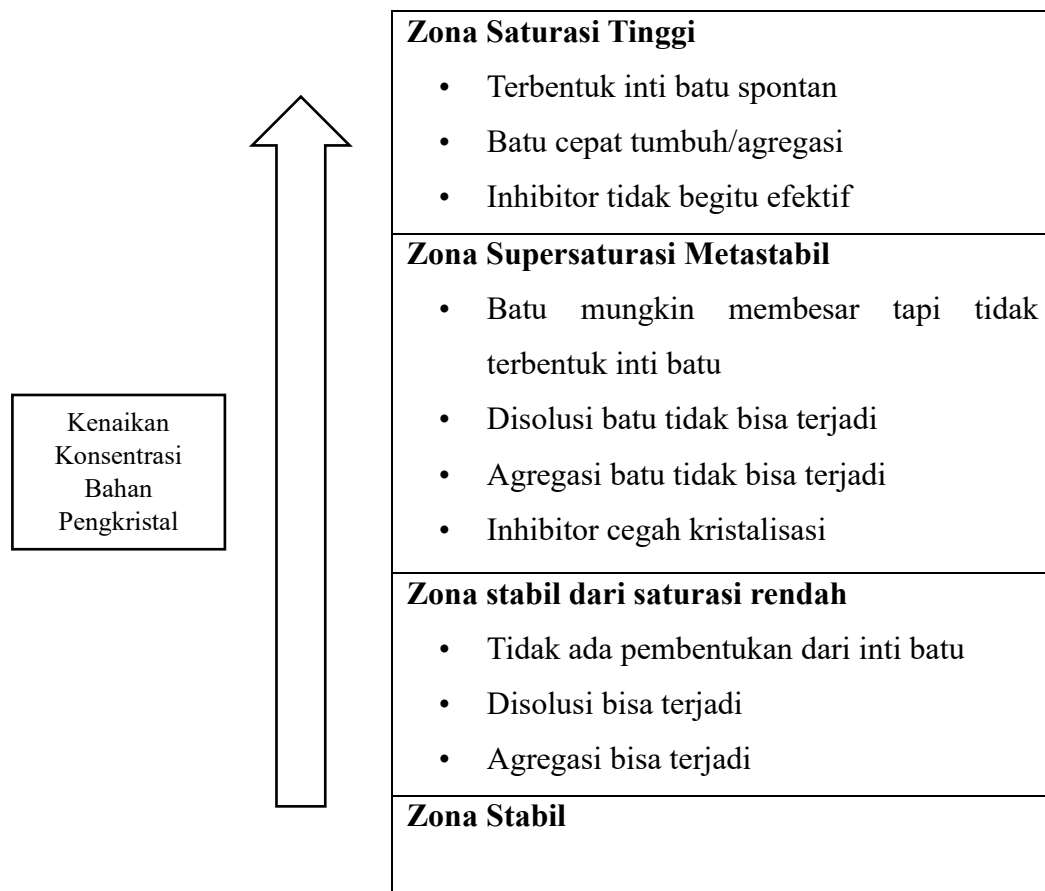 Zona Saturasi Tinggi
• Terbentuk inti batu spontan
• Batu cepat tumbuh/agregasi
• Inhibitor tidak begitu efektif
Zona Supersaturasi Metastabil
• Batu mungkin membesar tapi tidak
terbentuk inti batu
• Disolusi batu tidak bisa terjadi
• Agregasi batu tidak bisa terjadi
• Inhibitor cegah kristalisasi
Kenaikan
Konsentrasi
Bahan
Pengkristal
Zona stabil dari saturasi rendah
• Tidak ada pembentukan dari inti batu
• Disolusi bisa terjadi
• Agregasi bisa terjadi
Zona Stabil